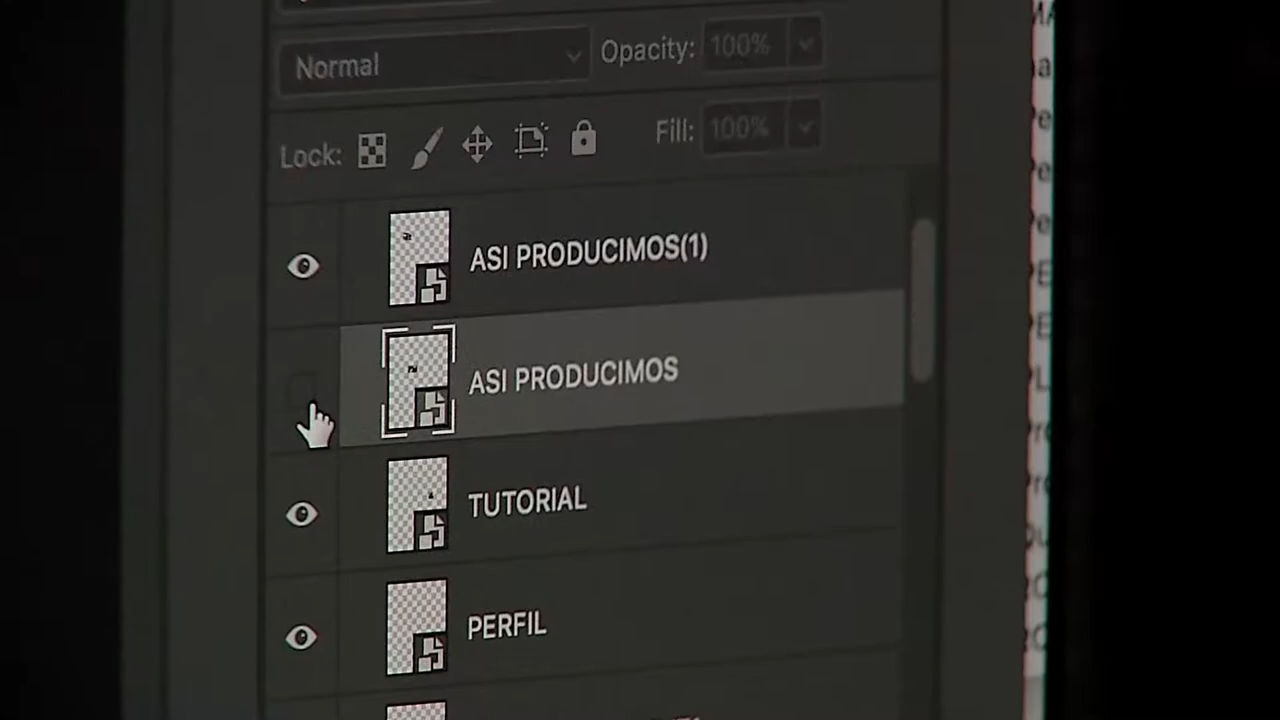 Normal
Opacity: 100%
Lock:
Fill: 100%
ASI PRODUCIMOS(1)
ASI PRODUCIMOS
TUTORIAL
PERFIL